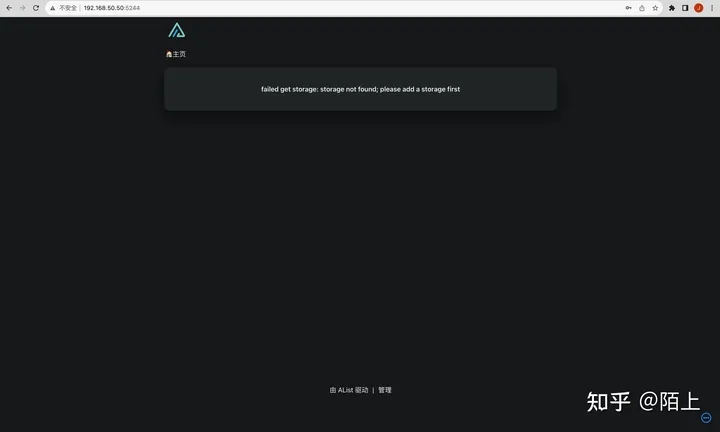 不安全
192.168.50.50:5244
J
🏠主页
failed get storage: storage not found; please add a storage first
由 AList 驱动 | 管理
知乎 @陌上